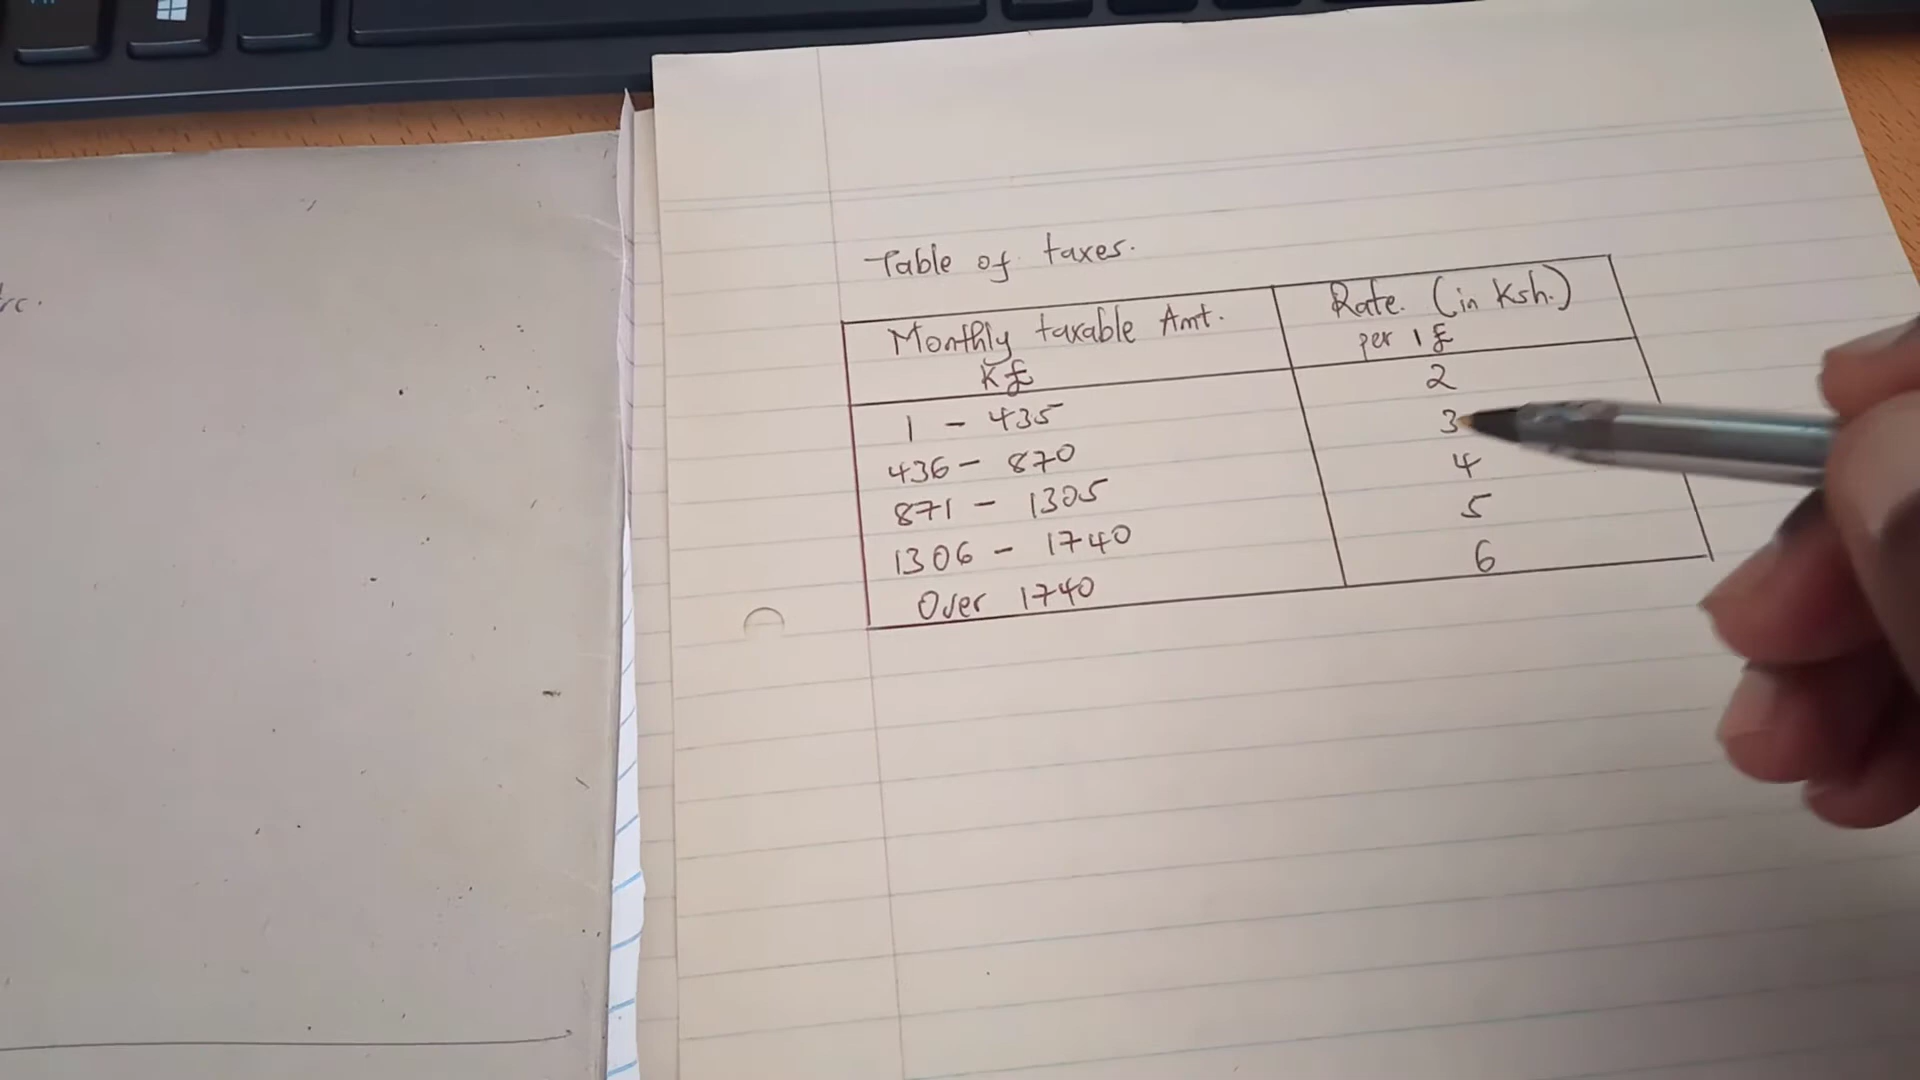 rc.
Table of taxes.
Monthly taxable Amt. K£
Rate. (in Ksh.) per 1 £
1 - 435 2
436 - 870 3
871 - 1305 4
1306 - 1740 5
Over 1740 6